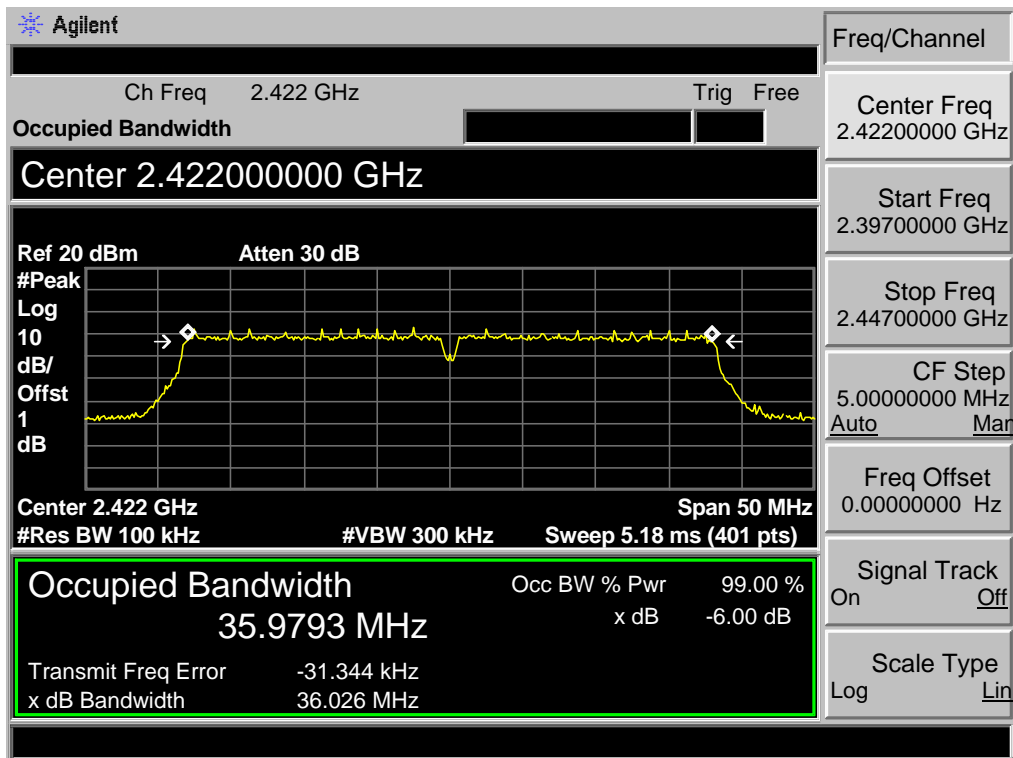 Agilent
Ch Freq 2.422 GHz Trig Free
Occupied Bandwidth
Center 2.422000000 GHz
Ref 20 dBm Atten 30 dB
#Peak
Log
10
dB/
Offst
1
dB
Center 2.422 GHz Span 50 MHz
#Res BW 100 kHz #VBW 300 kHz Sweep 5.18 ms (401 pts)
Occupied Bandwidth Occ BW % Pwr 99.00 %
35.9793 MHz x dB -6.00 dB
Transmit Freq Error -31.344 kHz
x dB Bandwidth 36.026 MHz
Freq/Channel
Center Freq
2.42200000 GHz
Start Freq
2.39700000 GHz
Stop Freq
2.44700000 GHz
CF Step
5.00000000 MHz
Auto Man
Freq Offset
0.00000000 Hz
Signal Track
On Off
Scale Type
Log Lin